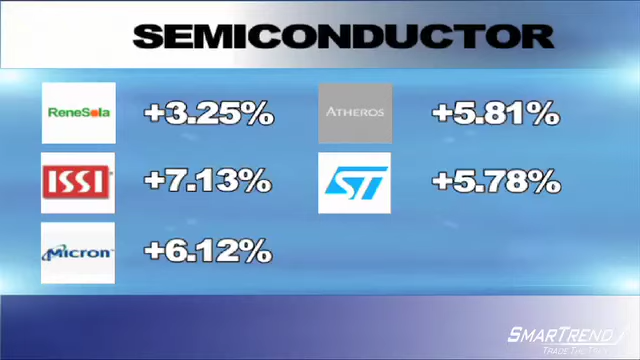 SEMICONDUCTOR
ReneSola +3.25%
ATHEROS +5.81%
ISSI +7.13%
ST +5.78%
Micron +6.12%
SMARTREND